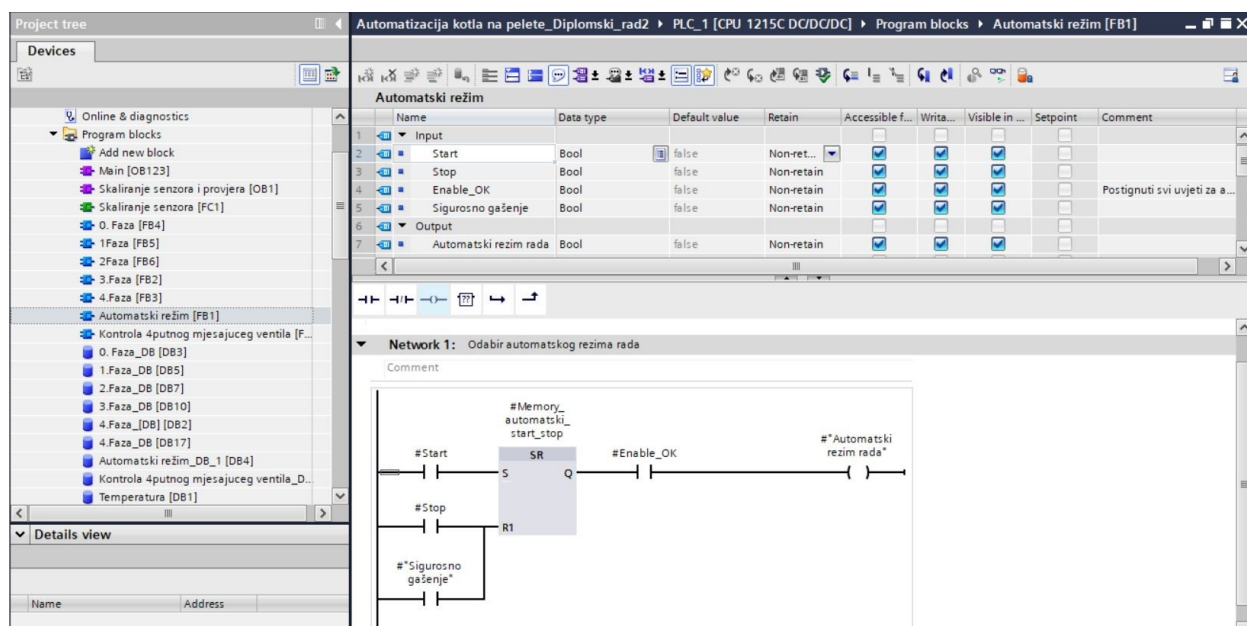 Project tree
Devices
Online & diagnostics
Program blocks
Add new block
Main [OB123]
Skaliranje senzora i provjera [OB1]
Skaliranje senzora [FC1]
0. Faza [FB4]
1Faza [FB5]
2Faza [FB6]
3.Faza [FB2]
4.Faza [FB3]
Automatski režim [FB1]
Kontrola 4putnog mjesajuceg ventila [F...
0. Faza_DB [DB3]
1.Faza_DB [DB5]
2.Faza_DB [DB7]
3.Faza_DB [DB10]
4.Faza_[DB] [DB2]
4.Faza_DB [DB17]
Automatski režim_DB_1 [DB4]
Kontrola 4putnog mjesajuceg ventila_D...
Temperatura [DB1]
Details view
Name Address
Automatizacija kotla na pelete_Diplomski_rad2 PLC_1 [CPU 1215C DC/DC/DC] Program blocks Automatski režim [FB1]
Automatski režim
Name Data type Default value Retain Accessible f... Writa... Visible in ... Setpoint Comment
1 Input
2 Start Bool false Non-ret...
3 Stop Bool false Non-retain
4 Enable_OK Bool false Non-retain Postignuti svi uvjeti za a...
5 Sigurosno gašenje Bool false Non-retain
6 Output
7 Automatski rezim rada Bool false Non-retain
??
Network 1: Odabir automatskog rezima rada
Comment
#Memory_
automatski_
start_stop
#"Automatski
rezim rada"
#Start SR #Enable_OK
S Q
#Stop
R1
#"Sigurosno
gašenje"